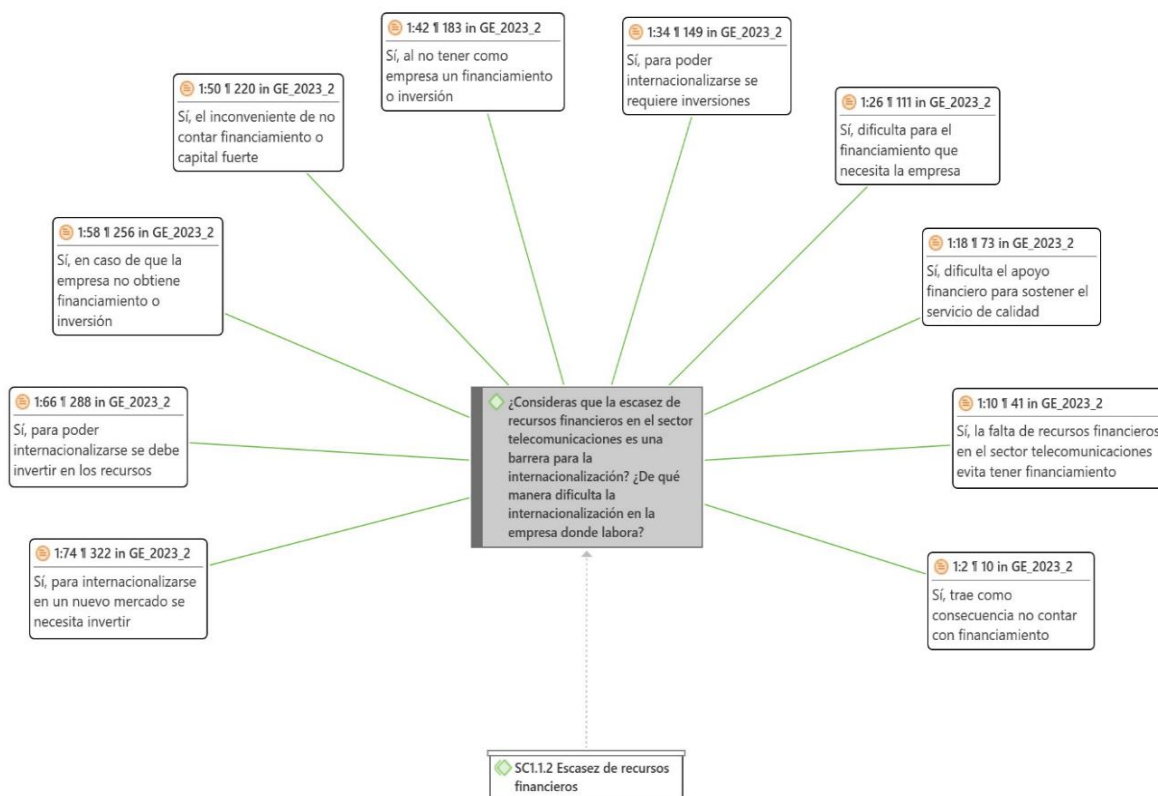 1:42 ¶ 183 in GE_2023_2
Sí, al no tener como
empresa un financiamiento
o inversión
1:34 ¶ 149 in GE_2023_2
Sí, para poder
internacionalizarse se
requiere inversiones
1:50 ¶ 220 in GE_2023_2
Sí, el inconveniente de no
contar financiamiento o
capital fuerte
1:26 ¶ 111 in GE_2023_2
Sí, dificulta para el
financiamiento que
necesita la empresa
1:58 ¶ 256 in GE_2023_2
Sí, en caso de que la
empresa no obtiene
financiamiento o
inversión
1:18 ¶ 73 in GE_2023_2
Sí, dificulta el apoyo
financiero para sostener el
servicio de calidad
1:66 ¶ 288 in GE_2023_2
Sí, para poder
internacionalizarse se debe
invertir en los recursos
¿Consideras que la escasez de
recursos financieros en el sector
telecomunicaciones es una
barrera para la
internacionalización? ¿De qué
manera dificulta la
internacionalización en la
empresa donde labora?
1:10 ¶ 41 in GE_2023_2
Sí, la falta de recursos financieros
en el sector telecomunicaciones
evita tener financiamiento
1:74 ¶ 322 in GE_2023_2
Sí, para internacionalizarse
en un nuevo mercado se
necesita invertir
1:2 ¶ 10 in GE_2023_2
Sí, trae como
consecuencia no contar
con financiamiento
SC1.1.2 Escasez de recursos
financieros